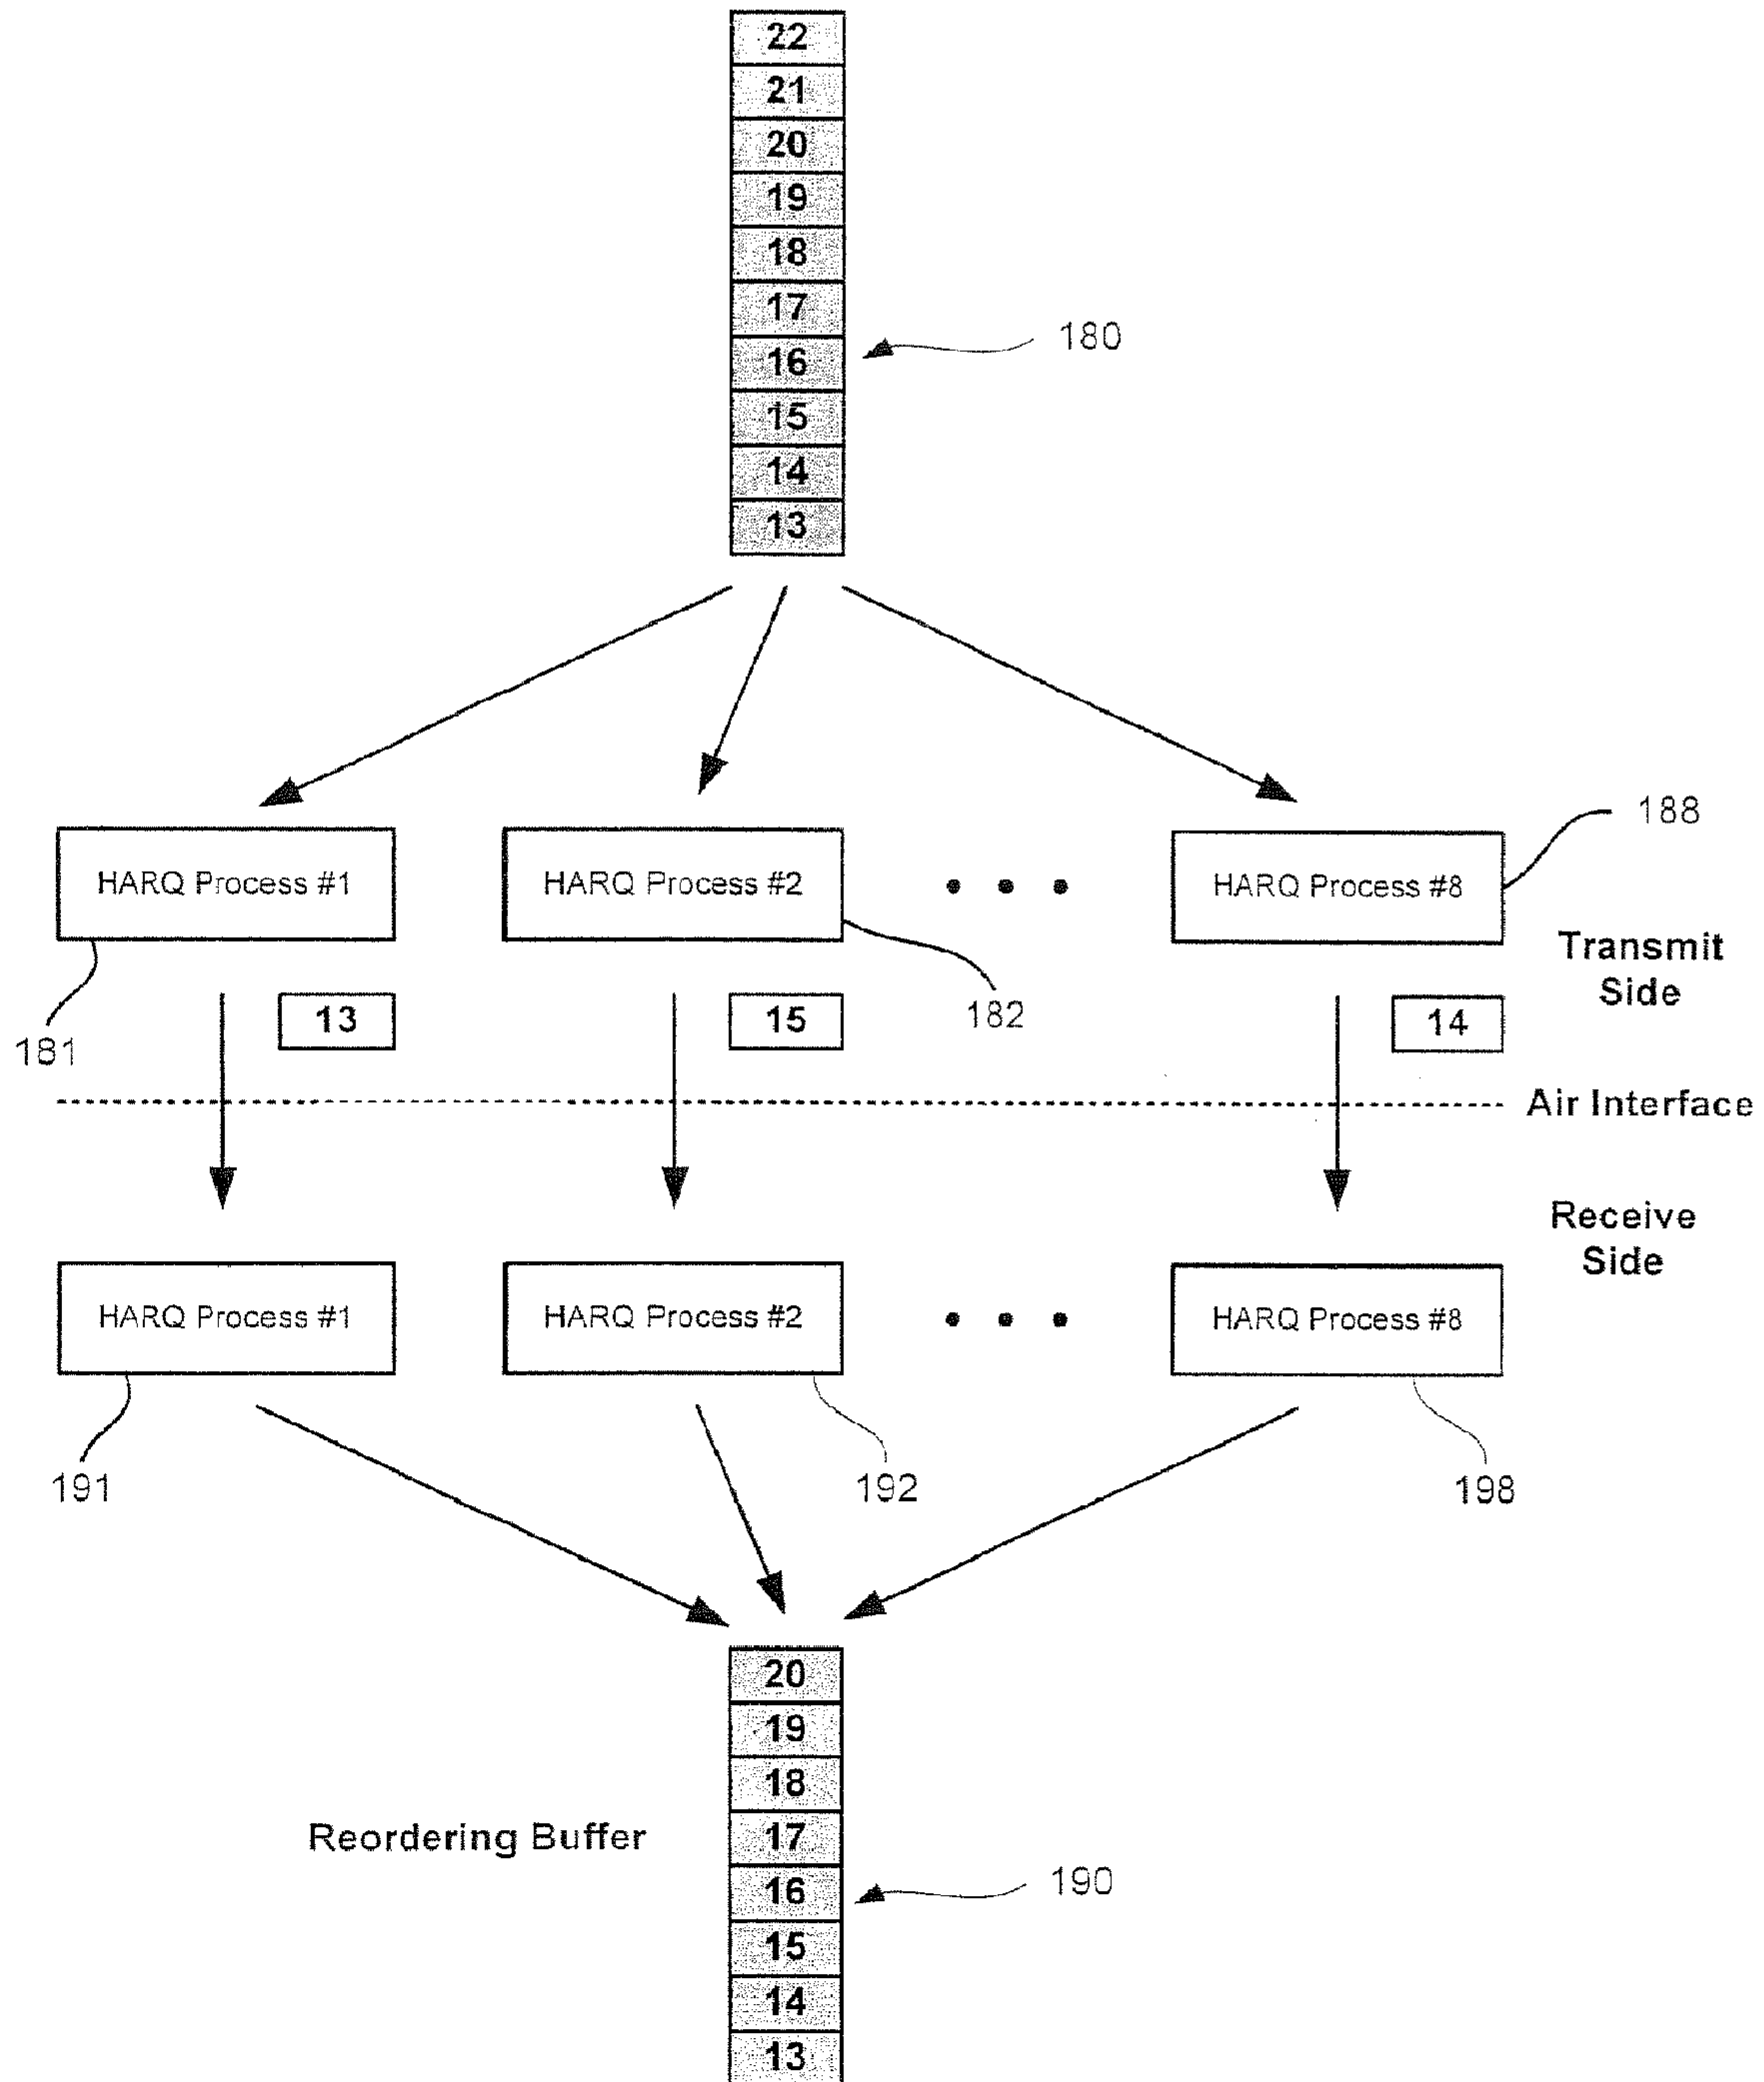 22
21
20
19
18
17
16
180
15
14
13
188
HARQ Process #1
HARQ Process #2
HARQ Process #8
Transmit
Side
13
15
182
14
181
Air Interface
Receive
Side
HARQ Process #1
HARQ Process #2
HARQ Process #8
191
192
198
20
19
18
Reordering Buffer
17
16
190
15
14
13